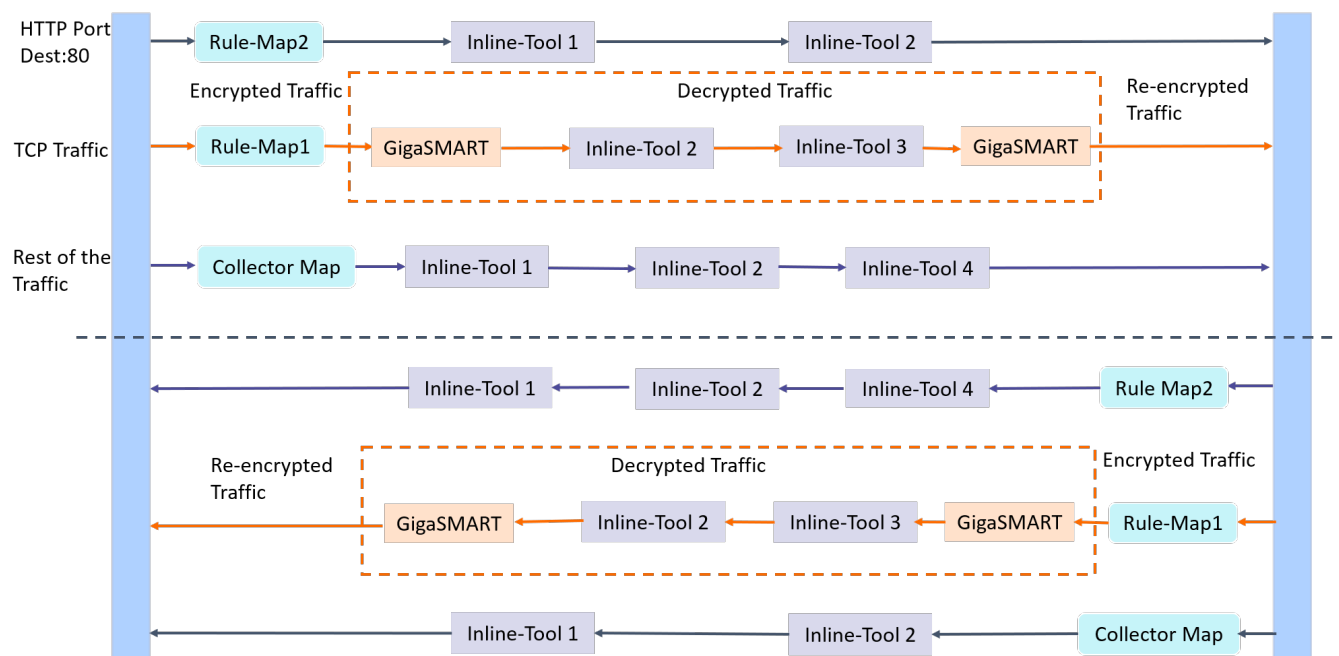 HTTP Port
Dest:80
Rule-Map2
Inline-Tool 1
Inline-Tool 2
Encrypted Traffic
Decrypted Traffic
Re-encrypted
Traffic
TCP Traffic
Rule-Map1
GigaSMART
Inline-Tool 2
Inline-Tool 3
GigaSMART
Rest of the
Traffic
Collector Map
Inline-Tool 1
Inline-Tool 2
Inline-Tool 4
Inline-Tool 1
Inline-Tool 2
Inline-Tool 4
Rule Map2
Re-encrypted
Traffic
Decrypted Traffic
Encrypted Traffic
GigaSMART
Inline-Tool 2
Inline-Tool 3
GigaSMART
Rule-Map1
Inline-Tool 1
Inline-Tool 2
Collector Map